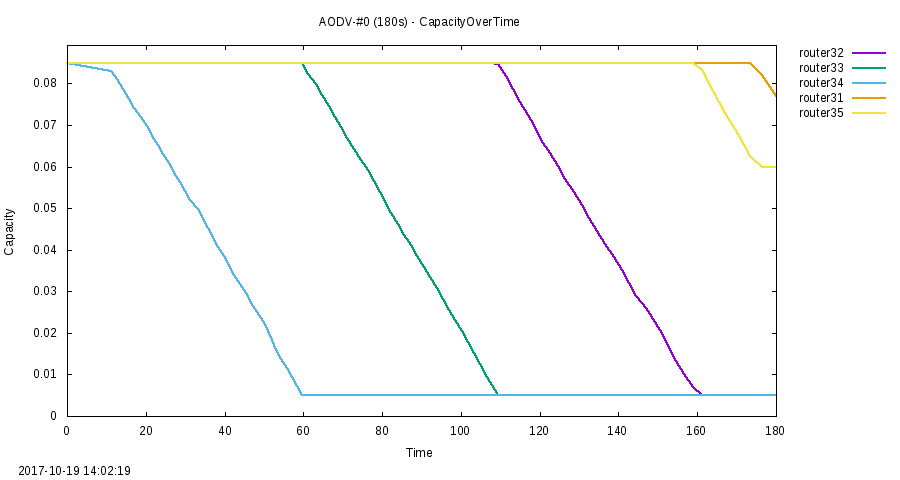 AODV-#0 (180s) - CapacityOverTime
router32
router33
router34
router31
router35
0.08
0.07
0.06
0.05
0.04
0.03
0.02
0.01
0
Capacity
0 20 40 60 80 100 120 140 160 180
Time
2017-10-19 14:02:19